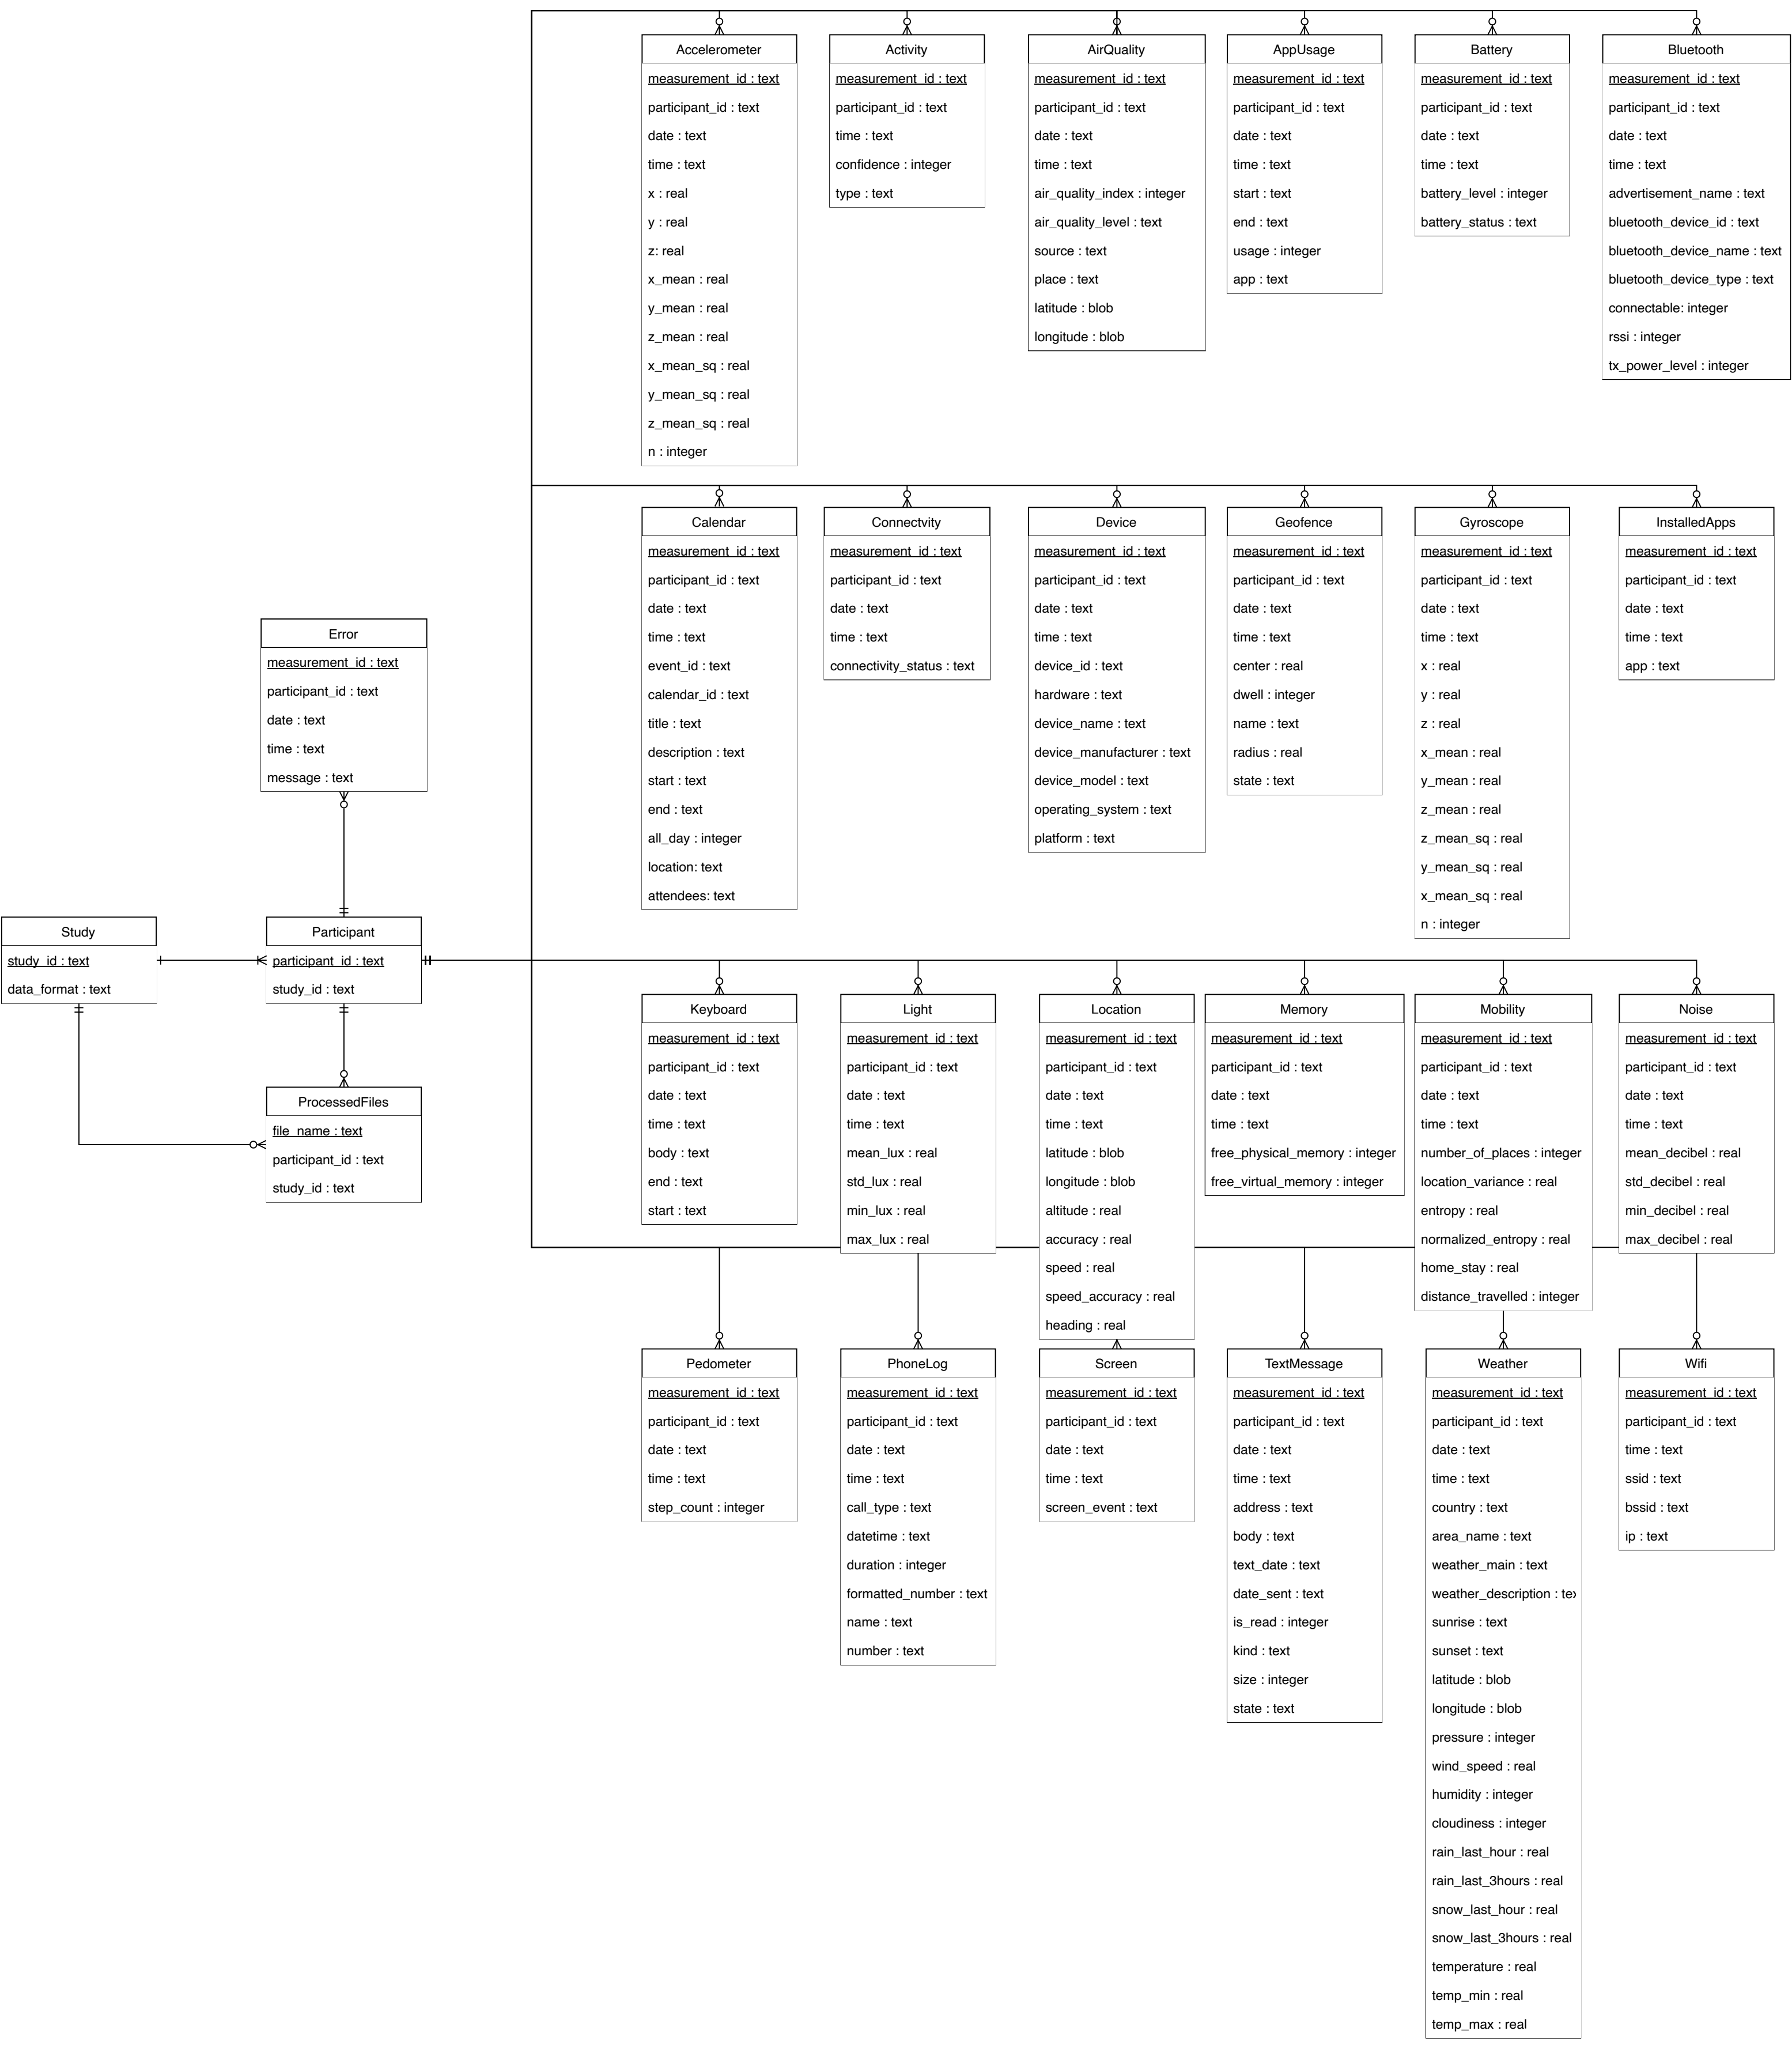 Accelerometer
measurement_id : text
participant_id : text
date : text
time : text
x : real
y : real
z: real
x_mean : real
y_mean : real
z_mean : real
x_mean_sq : real
y_mean_sq : real
z_mean_sq : real
n : integer
Activity
measurement_id : text
participant_id : text
time : text
confidence : integer
type : text
AirQuality
measurement_id : text
participant_id : text
date : text
time : text
air_quality_index : integer
air_quality_level : text
source : text
place : text
latitude : blob
longitude : blob
AppUsage
measurement_id : text
participant_id : text
date : text
time : text
start : text
end : text
usage : integer
app : text
Battery
measurement_id : text
participant_id : text
date : text
time : text
battery_level : integer
battery_status : text
Bluetooth
measurement_id : text
participant_id : text
date : text
time : text
advertisement_name : text
bluetooth_device_id : text
bluetooth_device_name : text
bluetooth_device_type : text
connectable: integer
rssi : integer
tx_power_level : integer
Calendar
measurement_id : text
participant_id : text
date : text
time : text
event_id : text
calendar_id : text
title : text
description : text
start : text
end : text
all_day : integer
location: text
attendees: text
Connectvity
measurement_id : text
participant_id : text
date : text
time : text
connectivity_status : text
Device
measurement_id : text
participant_id : text
date : text
time : text
device_id : text
hardware : text
device_name : text
device_manufacturer : text
device_model : text
operating_system : text
platform : text
Geofence
measurement_id : text
participant_id : text
date : text
time : text
center : real
dwell : integer
name : text
radius : real
state : text
Gyroscope
measurement_id : text
participant_id : text
date : text
time : text
x : real
y : real
z : real
x_mean : real
y_mean : real
z_mean : real
z_mean_sq : real
y_mean_sq : real
x_mean_sq : real
n : integer
InstalledApps
measurement_id : text
participant_id : text
date : text
time : text
app : text
Error
measurement_id : text
participant_id : text
date : text
time : text
message : text
Study
study_id : text
data_format : text
Participant
participant_id : text
study_id : text
ProcessedFiles
file_name : text
participant_id : text
study_id : text
Keyboard
measurement_id : text
participant_id : text
date : text
time : text
body : text
end : text
start : text
Light
measurement_id : text
participant_id : text
date : text
time : text
mean_lux : real
std_lux : real
min_lux : real
max_lux : real
Location
measurement_id : text
participant_id : text
date : text
time : text
latitude : blob
longitude : blob
altitude : real
accuracy : real
speed : real
speed_accuracy : real
heading : real
Memory
measurement_id : text
participant_id : text
date : text
time : text
free_physical_memory : integer
free_virtual_memory : integer
Mobility
measurement_id : text
participant_id : text
date : text
time : text
number_of_places : integer
location_variance : real
entropy : real
normalized_entropy : real
home_stay : real
distance_travelled : integer
Noise
measurement_id : text
participant_id : text
date : text
time : text
mean_decibel : real
std_decibel : real
min_decibel : real
max_decibel : real
Pedometer
measurement_id : text
participant_id : text
date : text
time : text
step_count : integer
PhoneLog
measurement_id : text
participant_id : text
date : text
time : text
call_type : text
datetime : text
duration : integer
formatted_number : text
name : text
number : text
Screen
measurement_id : text
participant_id : text
date : text
time : text
screen_event : text
TextMessage
measurement_id : text
participant_id : text
date : text
time : text
address : text
body : text
text_date : text
date_sent : text
is_read : integer
kind : text
size : integer
state : text
Weather
measurement_id : text
participant_id : text
date : text
time : text
country : text
area_name : text
weather_main : text
weather_description : tex
sunrise : text
sunset : text
latitude : blob
longitude : blob
pressure : integer
wind_speed : real
humidity : integer
cloudiness : integer
rain_last_hour : real
rain_last_3hours : real
snow_last_hour : real
snow_last_3hours : real
temperature : real
temp_min : real
temp_max : real
Wifi
measurement_id : text
participant_id : text
time : text
ssid : text
bssid : text
ip : text